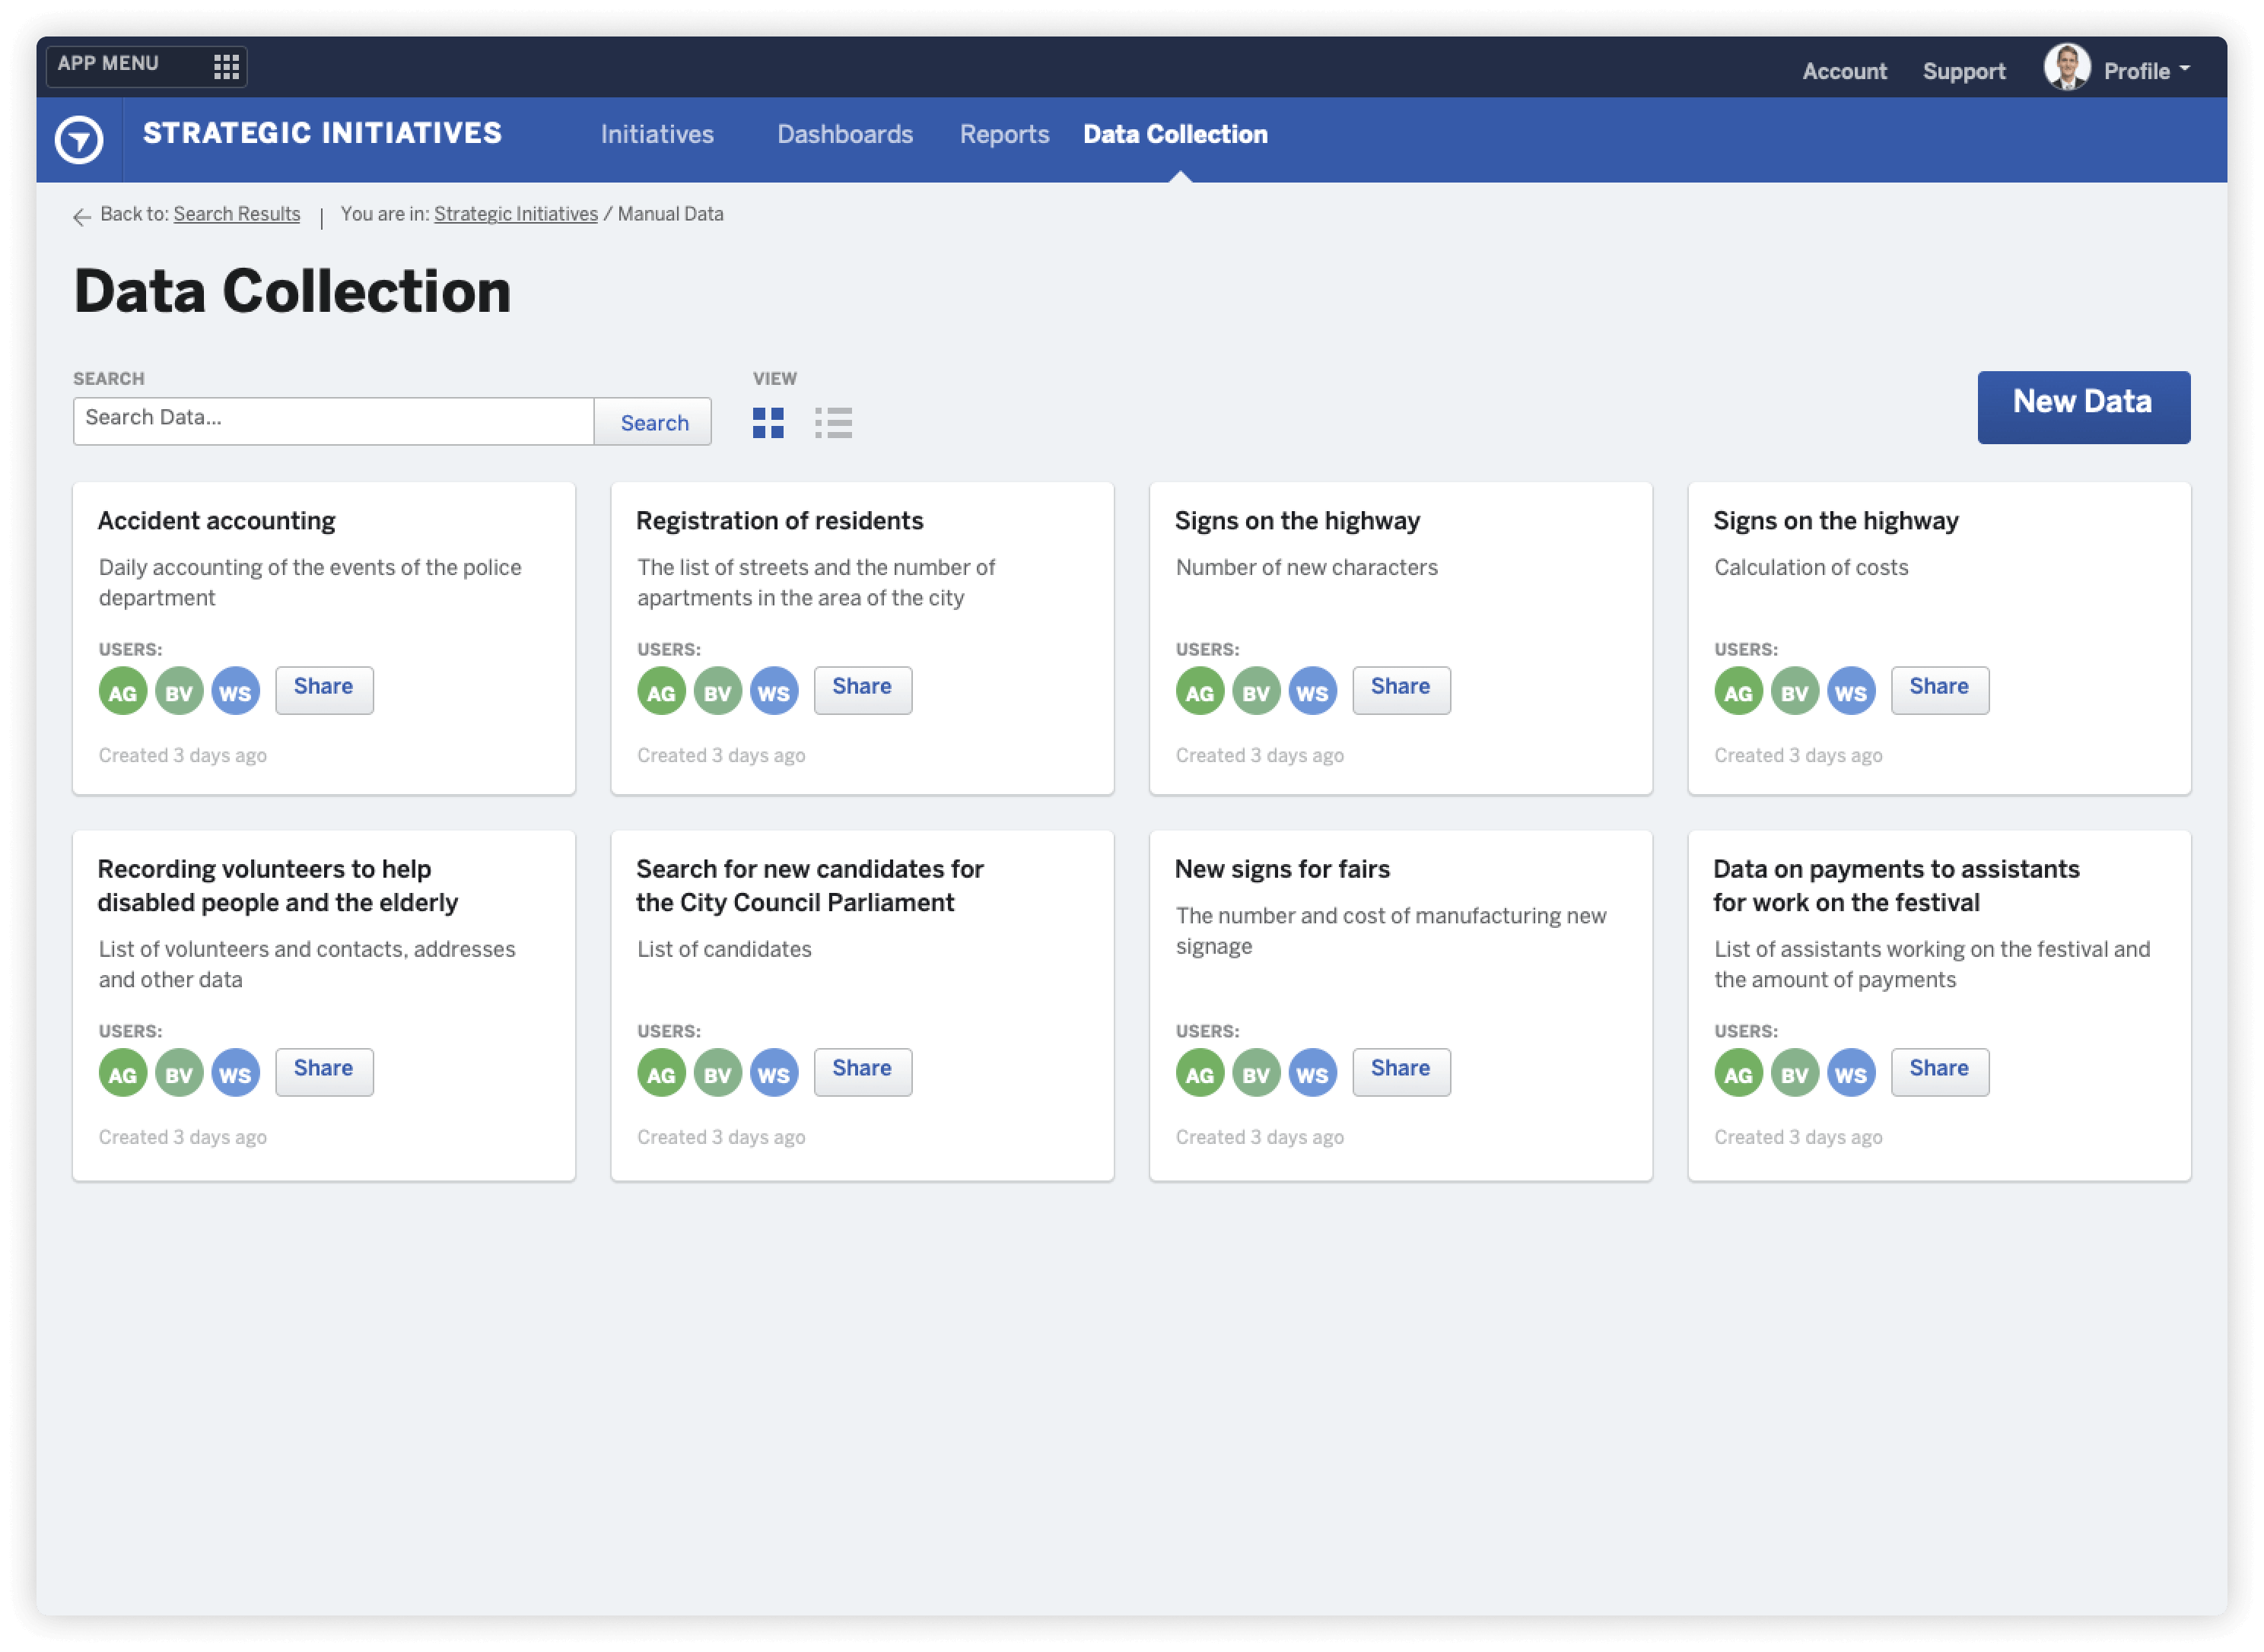 APP MENU
Account Support Profile
STRATEGIC INITIATIVES Initiatives Dashboards Reports Data Collection
Back to: Search Results | You are in: Strategic Initiatives / Manual Data
Data Collection
SEARCH VIEW
Search Data... Search
New Data
Accident accounting
Daily accounting of the events of the police
department
USERS:
AG BV WS Share
Created 3 days ago
Registration of residents
The list of streets and the number of
apartments in the area of the city
USERS:
AG BV WS Share
Created 3 days ago
Signs on the highway
Number of new characters
USERS:
AG BV WS Share
Created 3 days ago
Signs on the highway
Calculation of costs
USERS:
AG BV WS Share
Created 3 days ago
Recording volunteers to help
disabled people and the elderly
List of volunteers and contacts, addresses
and other data
USERS:
AG BV WS Share
Created 3 days ago
Search for new candidates for
the City Council Parliament
List of candidates
USERS:
AG BV WS Share
Created 3 days ago
New signs for fairs
The number and cost of manufacturing new
signage
USERS:
AG BV WS Share
Created 3 days ago
Data on payments to assistants
for work on the festival
List of assistants working on the festival and
the amount of payments
USERS:
AG BV WS Share
Created 3 days ago